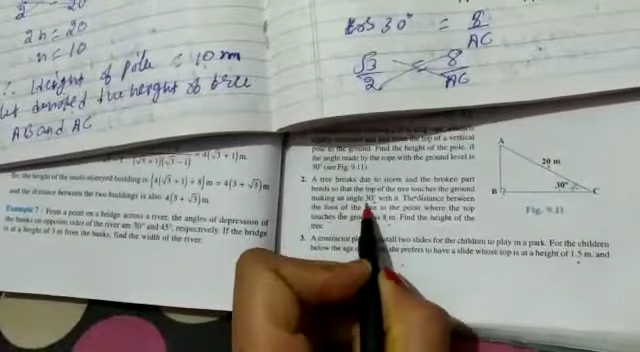 2h = 20
h = 10
∴ Height of pole = 10 m
let denoted the height of tree
AB and AC
cos 30° = 8
AC
√3 = 8
2 AC
(√3 + 1)(√3 − 1) = 4(√3 + 1) m
So, the height of the multi-storeyed building is {4(√3 + 1) + 8} m = 4(3 + √3) m
and the distance between the two buildings is also 4(3 + √3) m
Example 7 : From a point on a bridge across a river, the angles of depression of
the banks on opposite sides of the river are 30° and 45°, respectively. If the bridge
is at a height of 3 m from the banks, find the width of the river.
pole to the ground. Find the height of the pole, if
the angle made by the rope with the ground level is
30° (see Fig. 9.11)
2. A tree breaks due to storm and the broken part
bends so that the top of the tree touches the ground
making an angle 30° with it. The distance between
the foot of the tree to the point where the top
touches the ground is 8 m. Find the height of the
tree.
3. A contractor install two slides for the children to play in a park. For the children
below the age she prefers to have a slide whose top is at a height of 1.5 m, and
A
20 m
30°
B
C
Fig. 9.11